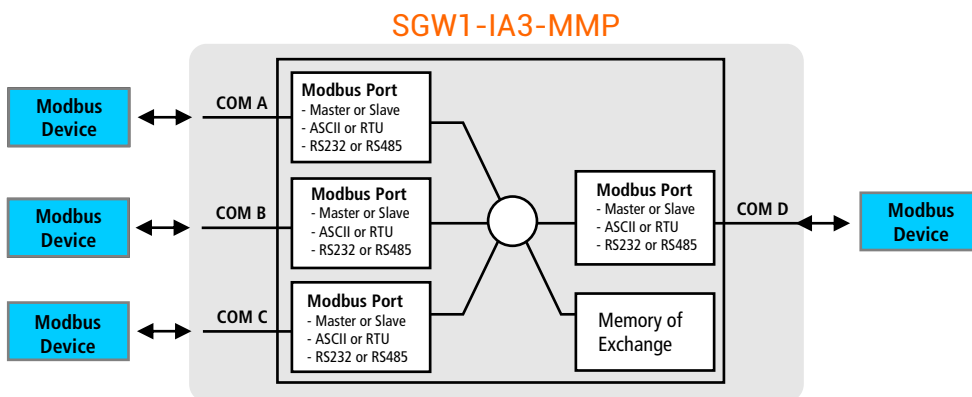 SGW1-IA3-MMP
Modbus
Device
COM A
Modbus Port
- Master or Slave
- ASCII or RTU
- RS232 or RS485
Modbus
Device
COM B
Modbus Port
- Master or Slave
- ASCII or RTU
- RS232 or RS485
Modbus
Device
COM C
Modbus Port
- Master or Slave
- ASCII or RTU
- RS232 or RS485
Modbus Port
- Master or Slave
- ASCII or RTU
- RS232 or RS485
COM D
Modbus
Device
Memory of
Exchange